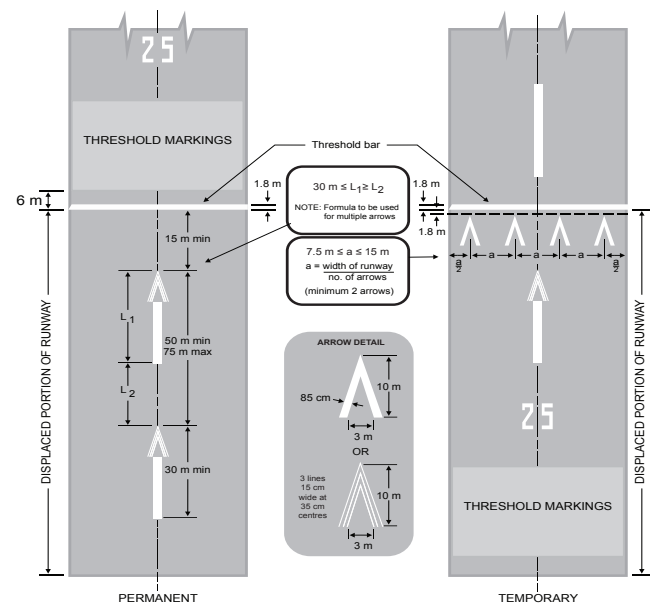 25
25
THRESHOLD MARKINGS
Threshold bar
6 m
1.8 m
30 m ≤ L1 ≥ L2
NOTE: Formula to be used
for multiple arrows
1.8 m
1.8 m
15 m min
7.5 m ≤ a ≤ 15 m
a = width of runway
no. of arrows
(minimum 2 arrows)
a
2
a
a
a
a
2
L1
50 m min
75 m max
L2
30 m min
DISPLACED PORTION OF RUNWAY
ARROW DETAIL
85 cm
10 m
3 m
OR
3 lines
15 cm
wide at
35 cm
centres
10 m
3 m
THRESHOLD MARKINGS
DISPLACED PORTION OF RUNWAY
PERMANENT
TEMPORARY